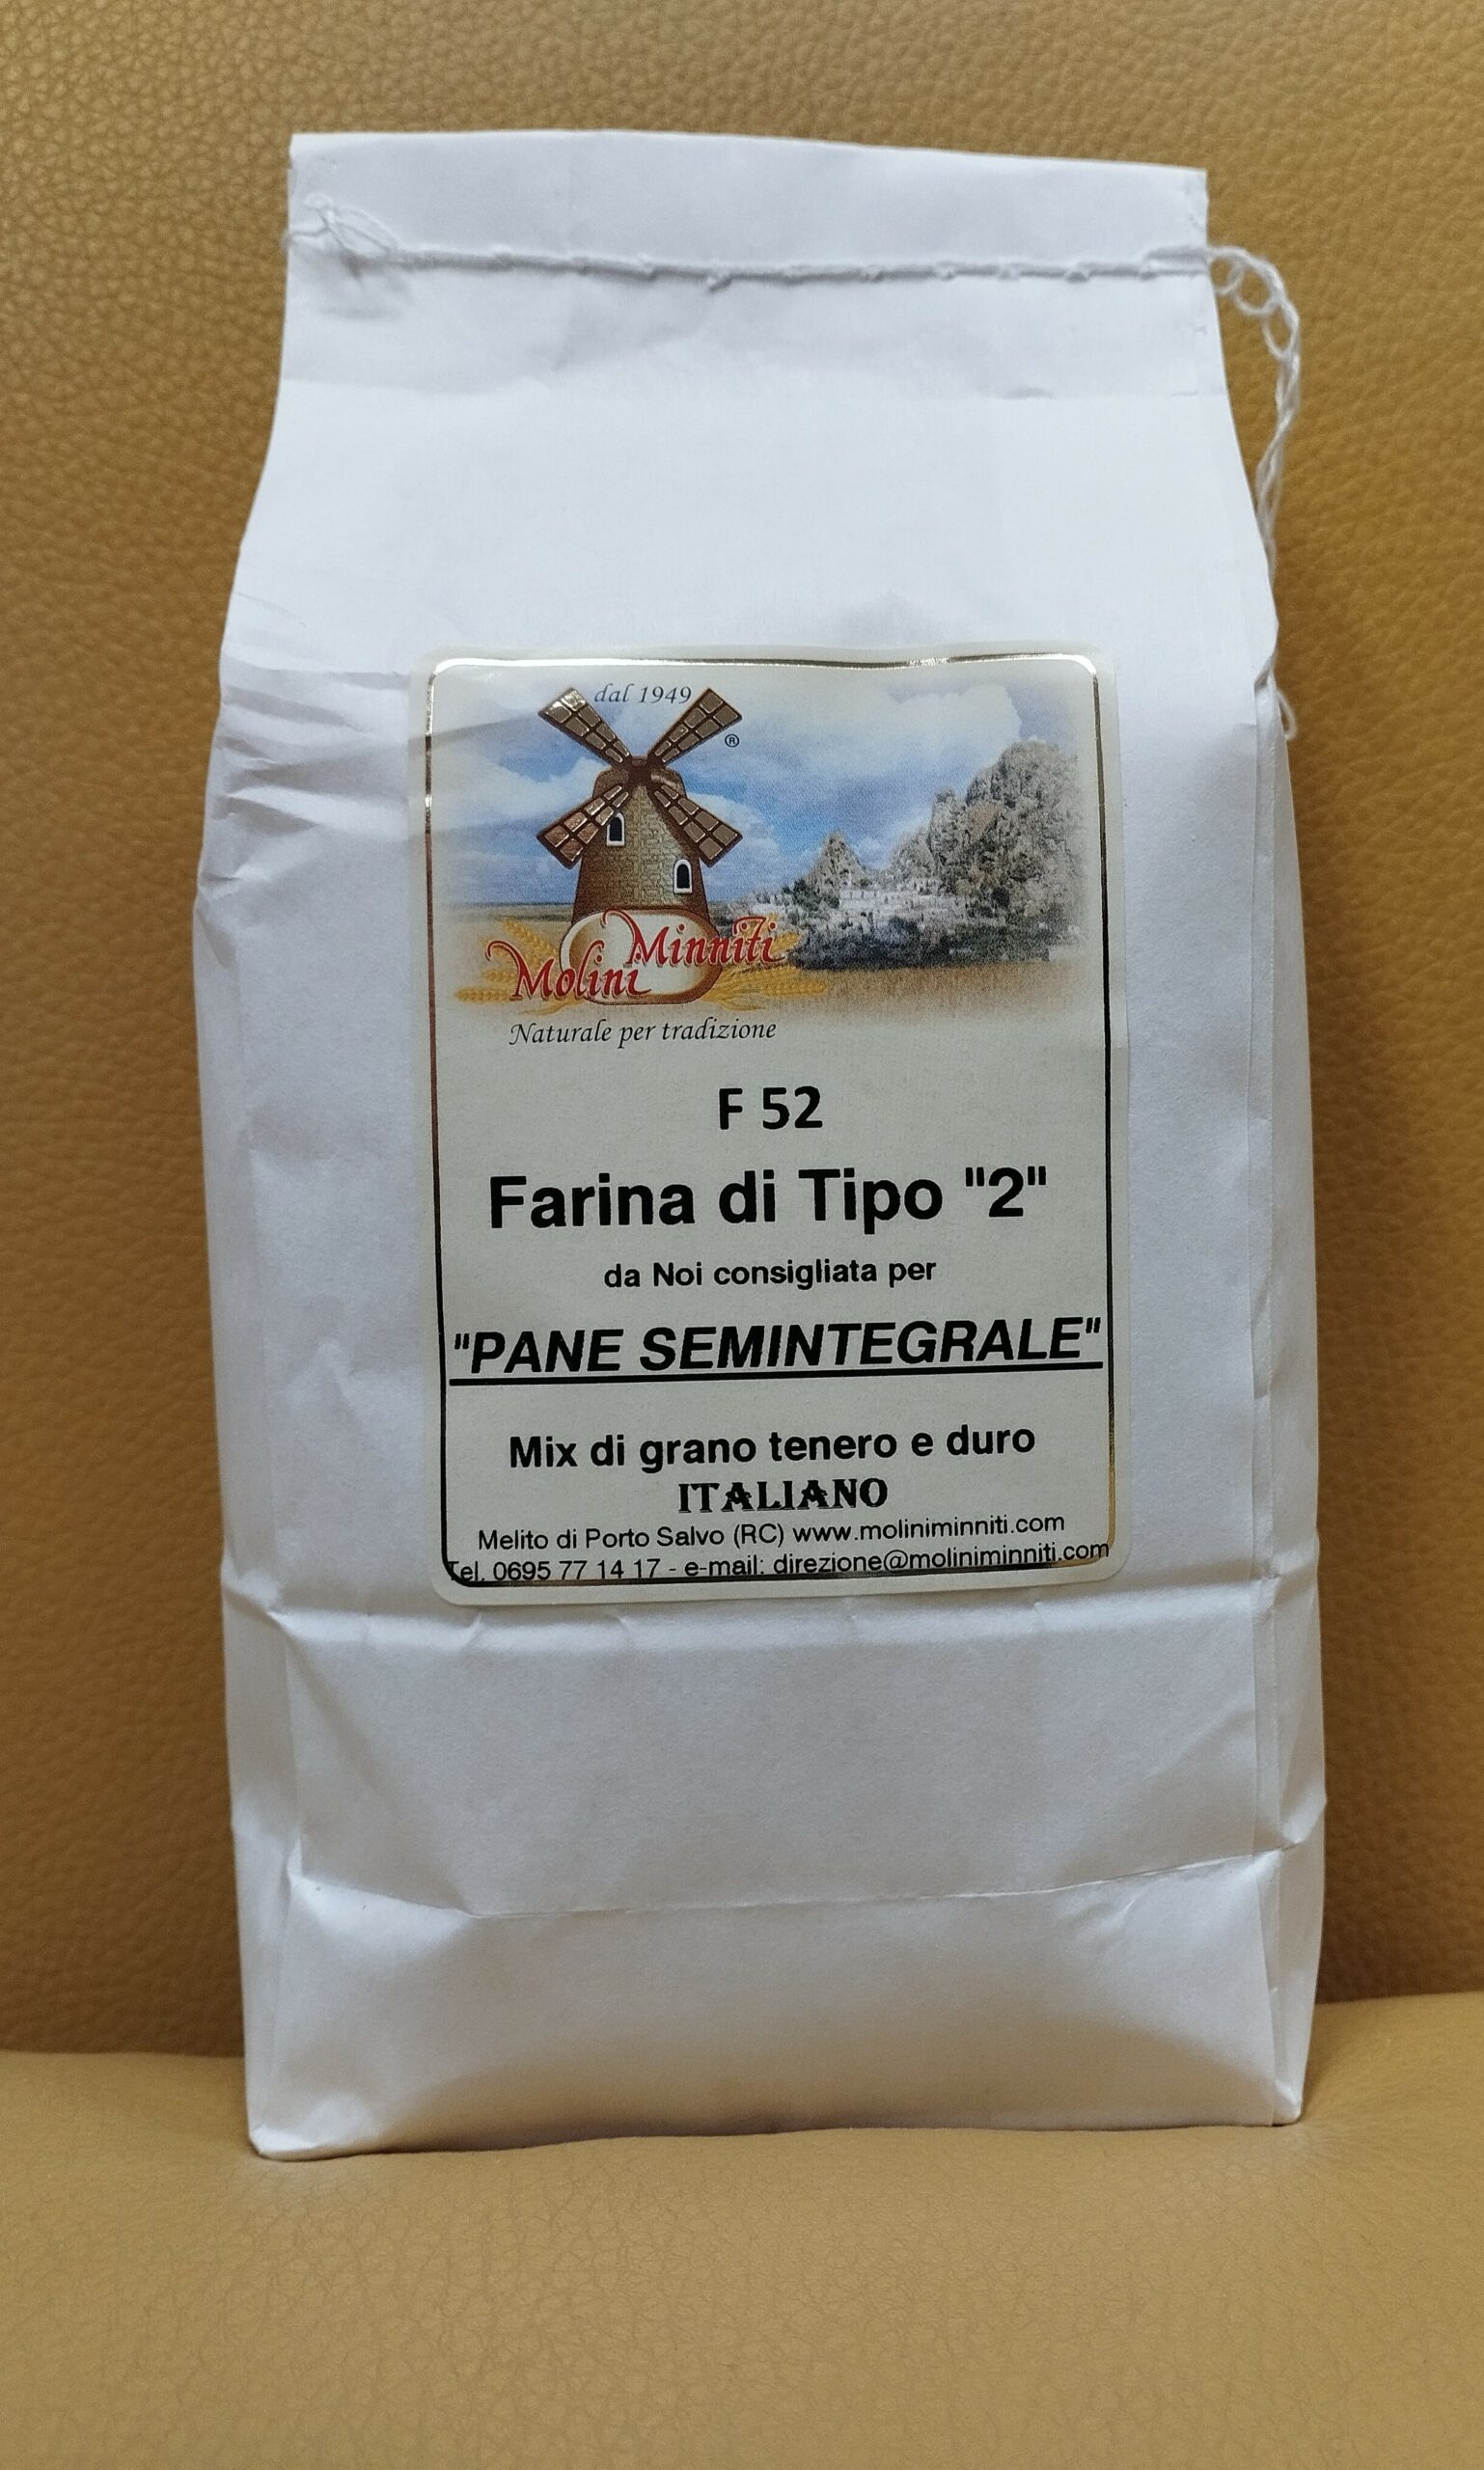 dal 1949
®
Molini Minniti
Naturale per tradizione
F 52
Farina di Tipo "2"
da Noi consigliata per
"PANE SEMINTEGRALE"
Mix di grano tenero e duro
ITALIANO
Melito di Porto Salvo (RC) www.moliniminniti.com
Tel. 0695 77 14 17 - e-mail: direzione@moliniminniti.com